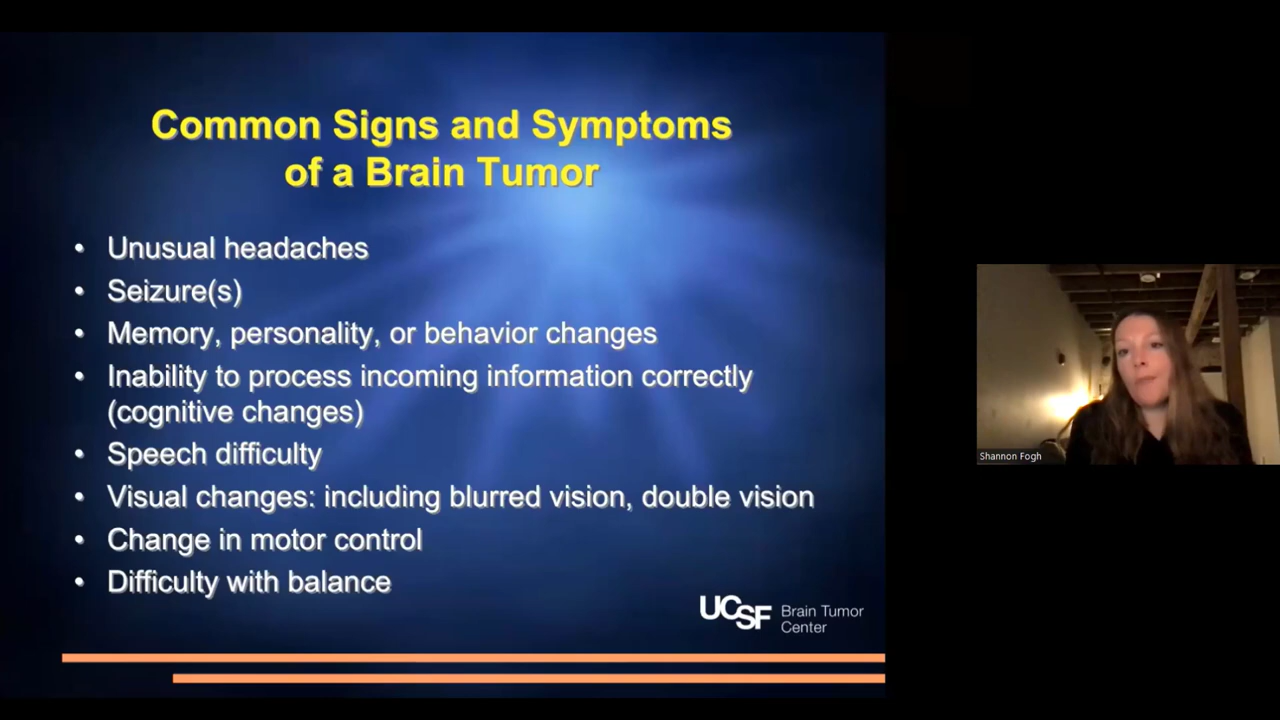 Common Signs and Symptoms
of a Brain Tumor
• Unusual headaches
• Seizure(s)
• Memory, personality, or behavior changes
• Inability to process incoming information correctly
(cognitive changes)
• Speech difficulty
• Visual changes: including blurred vision, double vision
• Change in motor control
• Difficulty with balance
UCSF Brain Tumor
Center
Shannon Fogh